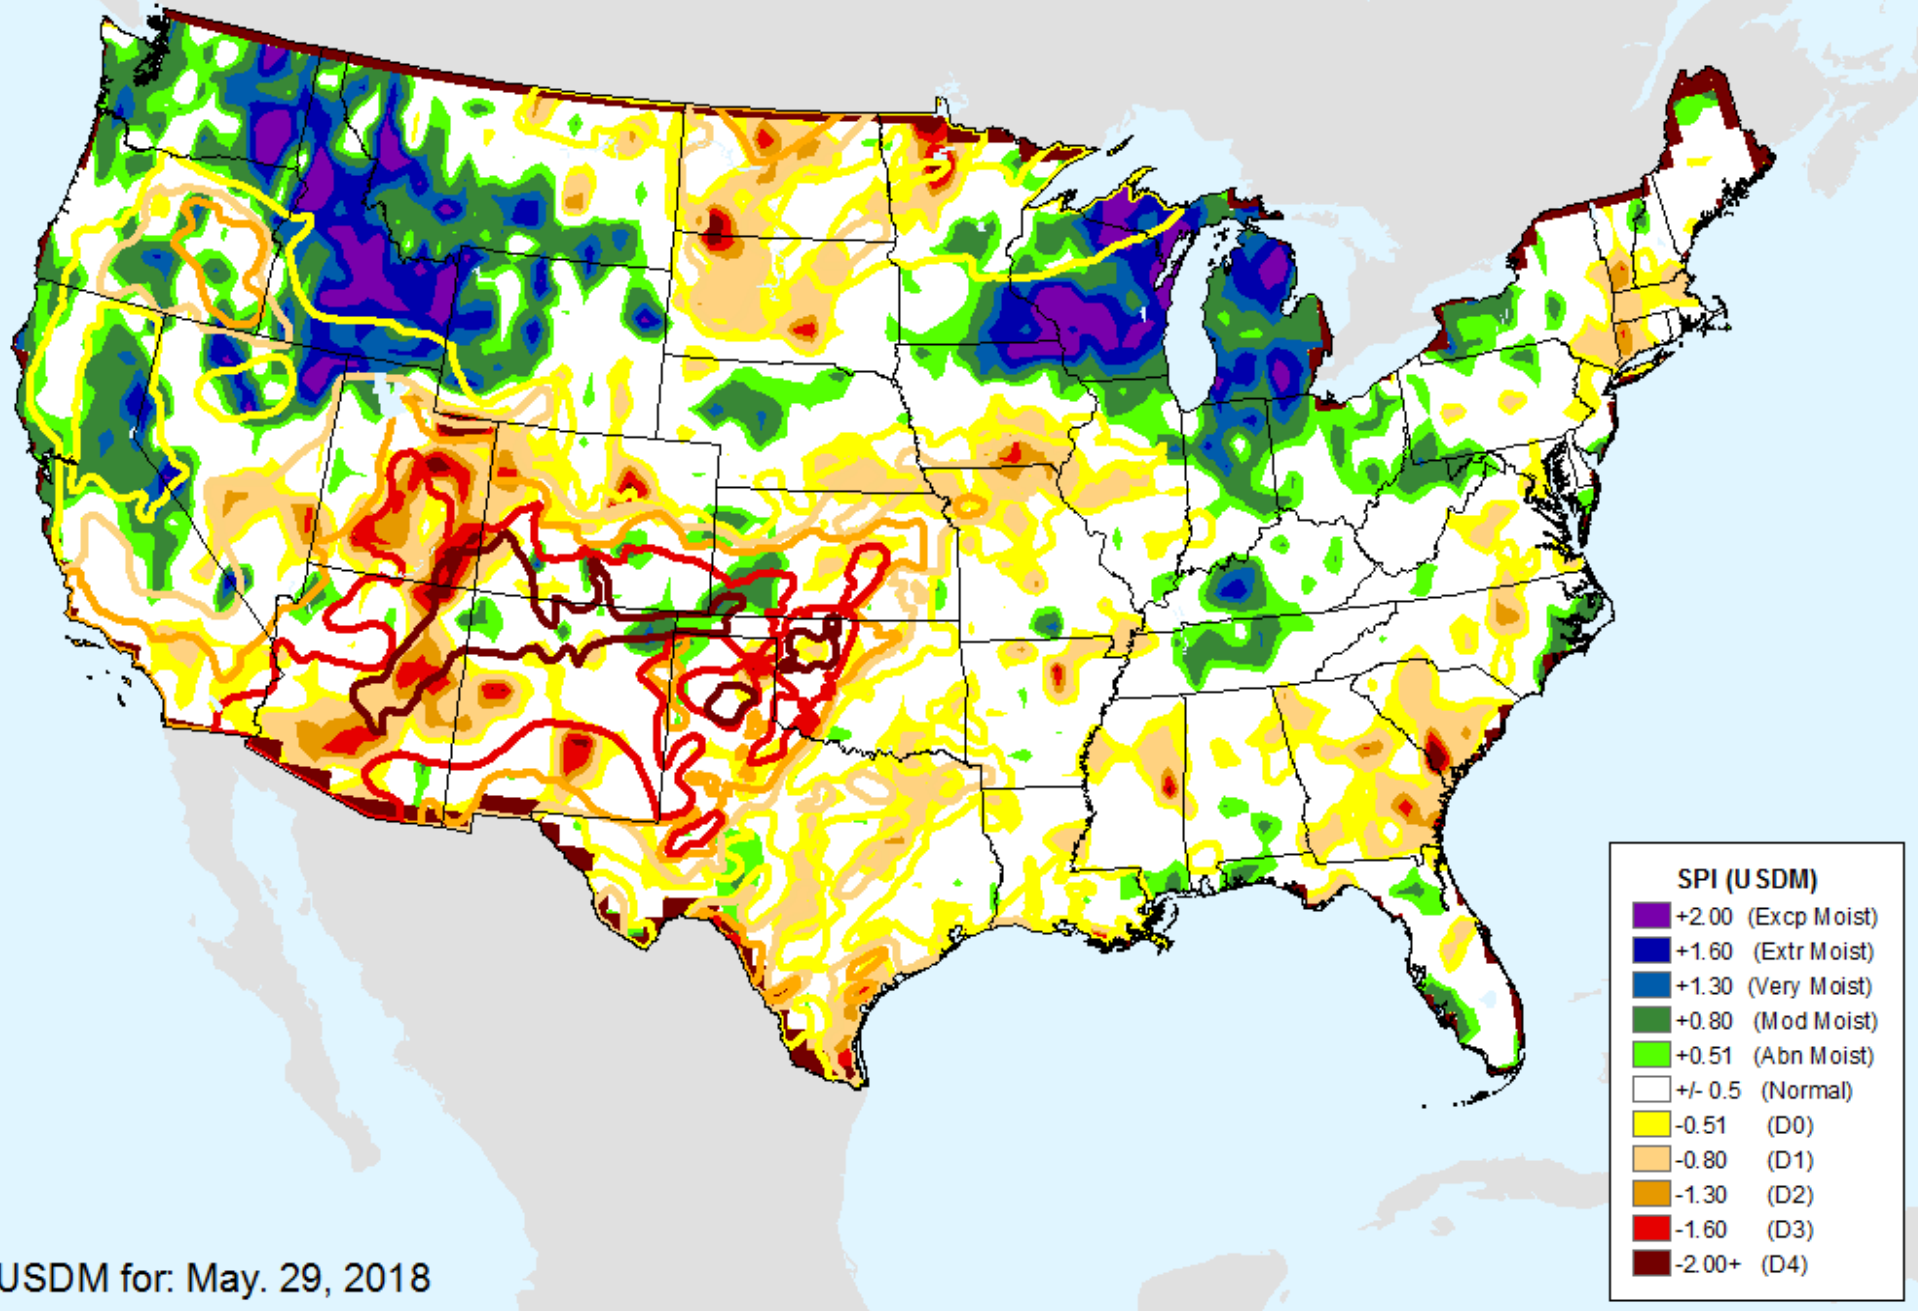 SPI (USDM)
+2.00 (Excp Moist)
+1.60 (Extr Moist)
+1.30 (Very Moist)
+0.80 (Mod Moist)
+0.51 (Abn Moist)
+/- 0.5 (Normal)
-0.51 (D0)
-0.80 (D1)
-1.30 (D2)
-1.60 (D3)
-2.00+ (D4)
USDM for: May. 29, 2018